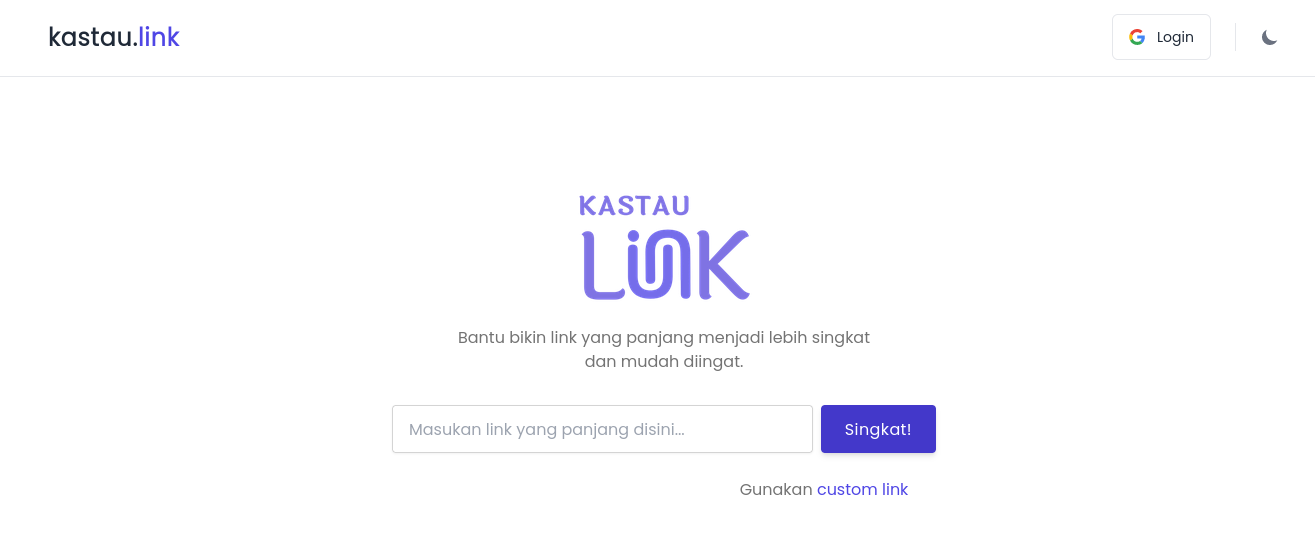 kastau.link
Login
KASTAU
LiNK
Bantu bikin link yang panjang menjadi lebih singkat
dan mudah diingat.
Masukan link yang panjang disini...
Singkat!
Gunakan custom link